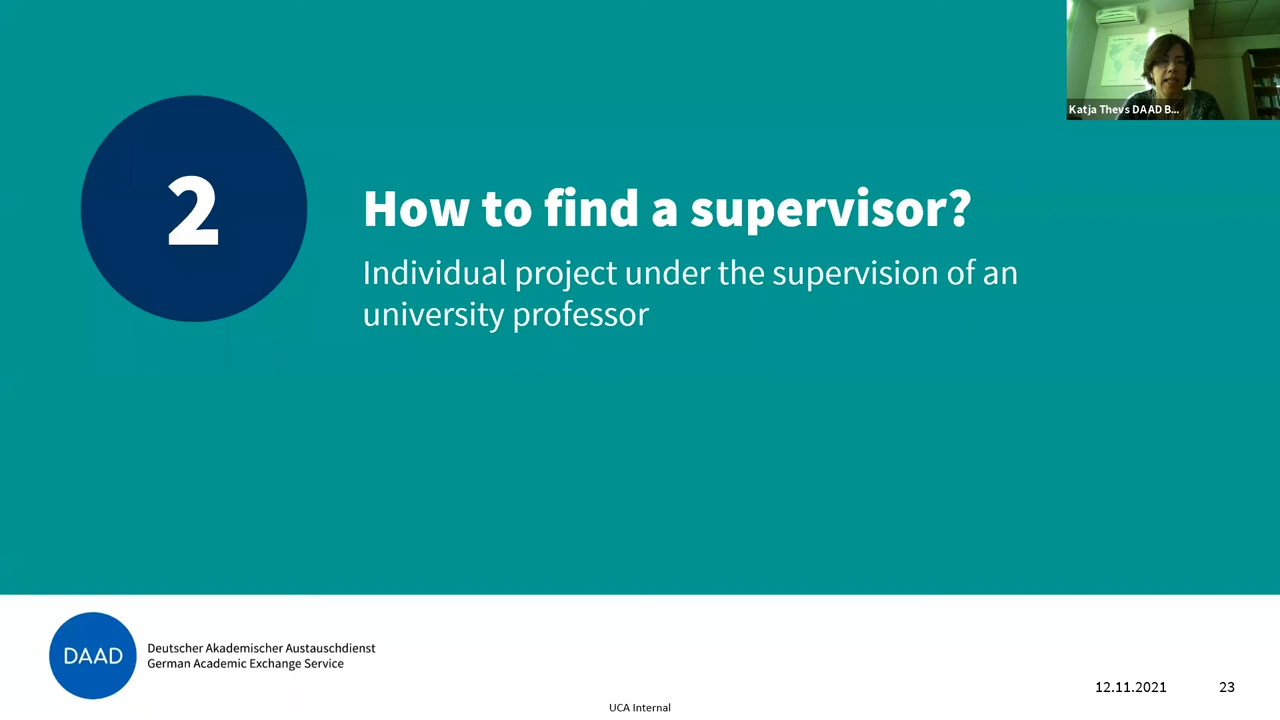 Katja Thevs DAAD B...
2
How to find a supervisor?
Individual project under the supervision of an
university professor
DAAD
Deutscher Akademischer Austauschdienst
German Academic Exchange Service
12.11.2021
23
UCA Internal